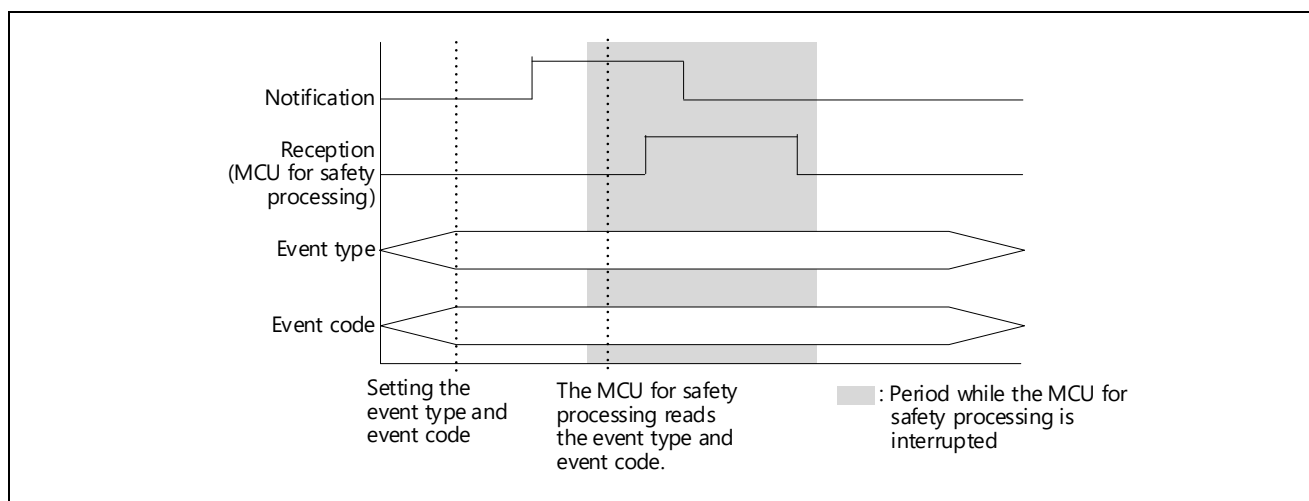 Notification
Reception
(MCU for safety
processing)
Event type
Event code
Setting the
event type and
event code
The MCU for safety
processing reads
the event type and
event code.
: Period while the MCU for
safety processing is
interrupted